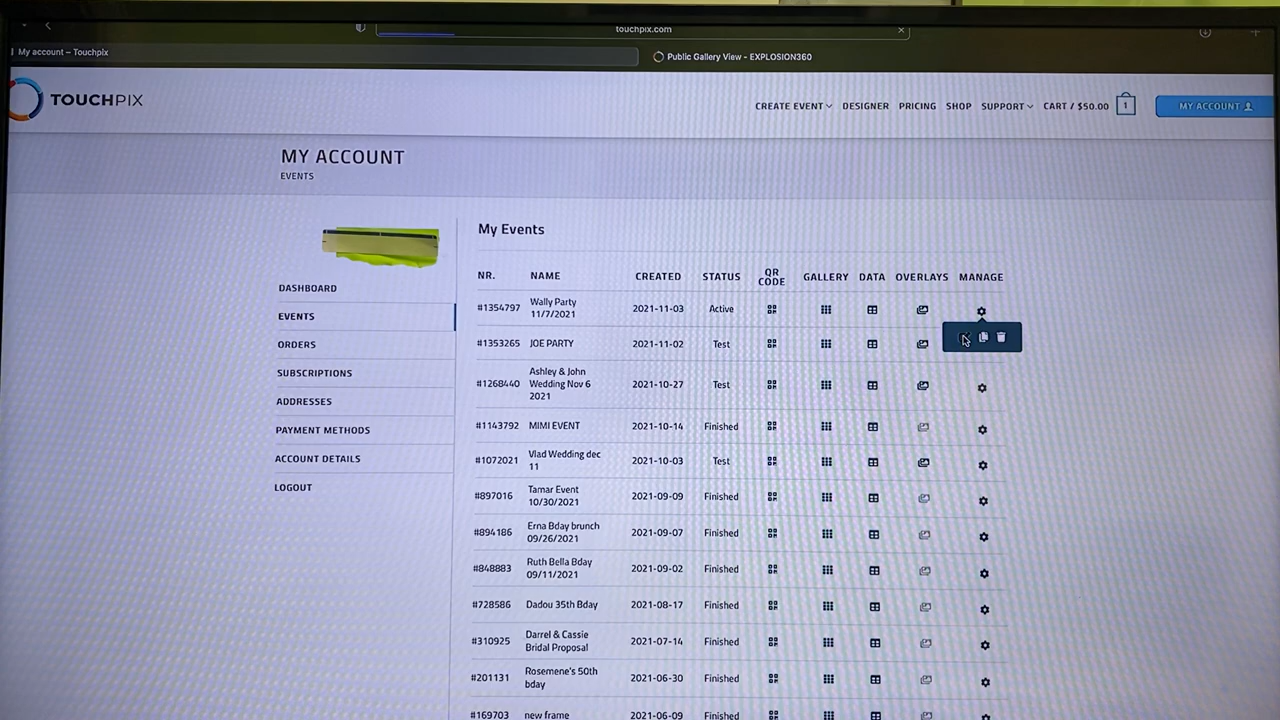 touchpix.com
My account – Touchpix
Public Gallery View - EXPLOSION360
TOUCHPIX
CREATE EVENT DESIGNER PRICING SHOP SUPPORT CART / $50.00 1 MY ACCOUNT
MY ACCOUNT
EVENTS
DASHBOARD
EVENTS
ORDERS
SUBSCRIPTIONS
ADDRESSES
PAYMENT METHODS
ACCOUNT DETAILS
LOGOUT
My Events
NR. NAME CREATED STATUS QR CODE GALLERY DATA OVERLAYS MANAGE
#1354797 Wally Party 11/7/2021 2021-11-03 Active
#1353265 JOE PARTY 2021-11-02 Test
#1268440 Ashley & John Wedding Nov 6 2021 2021-10-27 Test
#1143792 MIMI EVENT 2021-10-14 Finished
#1072021 Vlad Wedding dec 11 2021-10-03 Test
#897016 Tamar Event 10/30/2021 2021-09-09 Finished
#894186 Erna Bday brunch 09/26/2021 2021-09-07 Finished
#848883 Ruth Bella Bday 09/11/2021 2021-09-02 Finished
#728586 Dadou 35th Bday 2021-08-17 Finished
#310925 Darrel & Cassie Bridal Proposal 2021-07-14 Finished
#201131 Rosemene's 50th bday 2021-06-30 Finished
#169703 new frame 2021-06-09 Finished